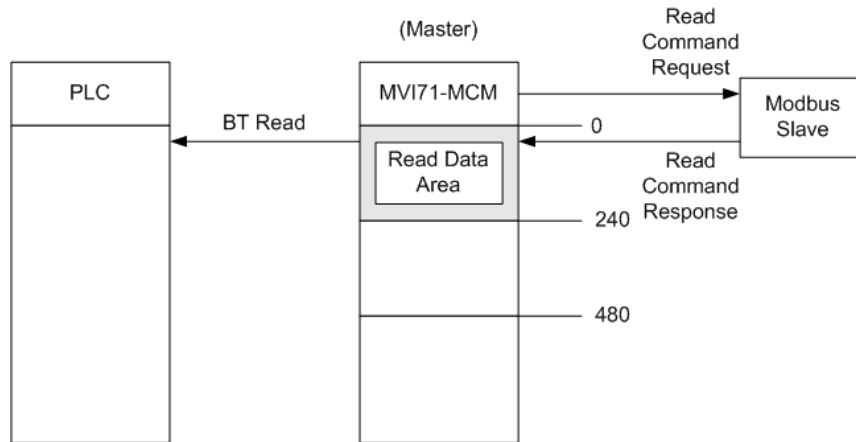 (Master)
Read
Command
Request
PLC
MVI71-MCM
Modbus
Slave
BT Read
0
Read Data
Area
Read
Command
Response
240
480